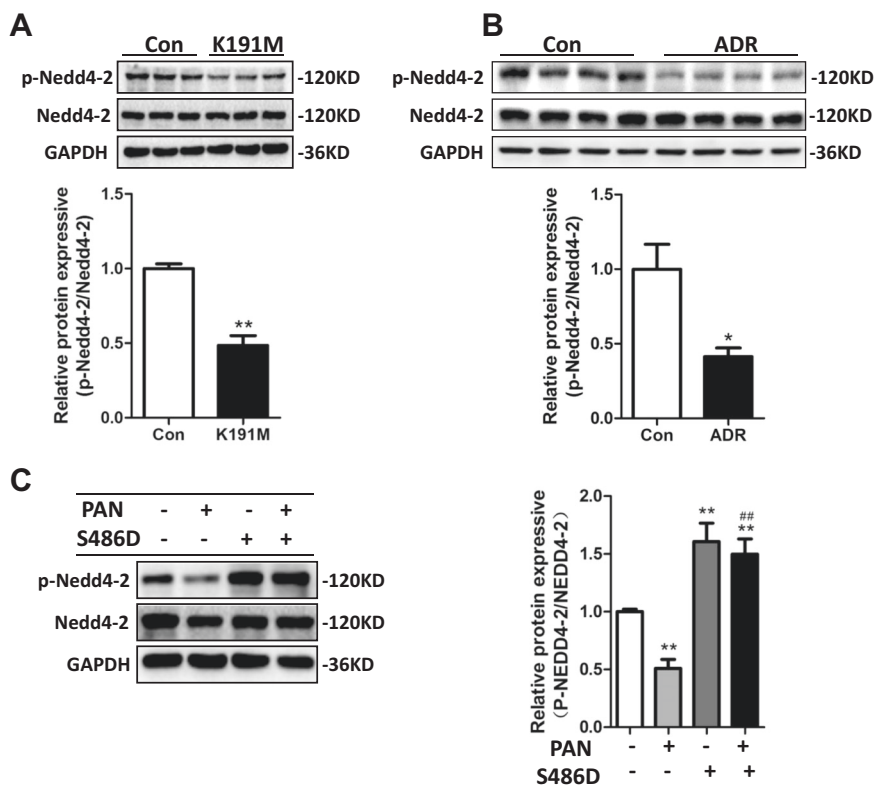 A
Con K191M
p-Nedd4-2 -120KD
Nedd4-2 -120KD
GAPDH -36KD
Relative protein expressive
(p-Nedd4-2/Nedd4-2)
1.5
1.0
0.5
0.0
**
Con K191M
B
Con ADR
p-Nedd4-2 -120KD
Nedd4-2 -120KD
GAPDH -36KD
Relative protein expressive
(p-Nedd4-2/Nedd4-2)
1.5
1.0
0.5
0.0
*
Con ADR
C
PAN - + - +
S486D - - + +
p-Nedd4-2 -120KD
Nedd4-2 -120KD
GAPDH -36KD
Relative protein expressive
（P-NEDD4-2/NEDD4-2）
2.0
1.5
1.0
0.5
0.0
**
**
##
**
PAN - + - +
S486D - - + +